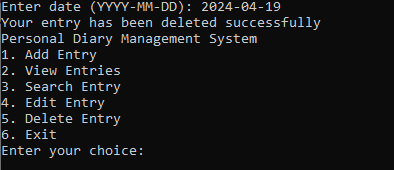 Enter date (YYYY-MM-DD): 2024-04-19
Your entry has been deleted successfully
Personal Diary Management System
1. Add Entry
2. View Entries
3. Search Entry
4. Edit Entry
5. Delete Entry
6. Exit
Enter your choice: